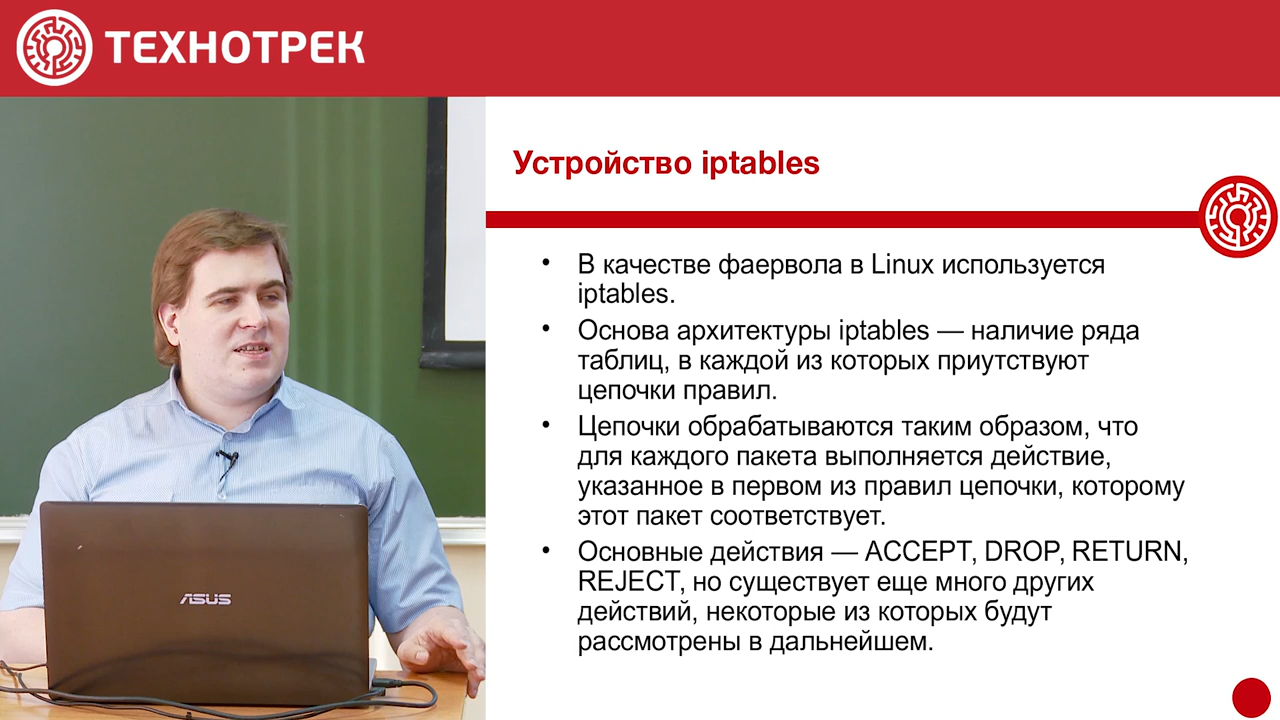 ТЕХНОТРЕК
Устройство iptables
• В качестве фаервола в Linux используется
iptables.
• Основа архитектуры iptables — наличие ряда
таблиц, в каждой из которых приутствуют
цепочки правил.
• Цепочки обрабатываются таким образом, что
для каждого пакета выполняется действие,
указанное в первом из правил цепочки, которому
этот пакет соответствует.
• Основные действия — ACCEPT, DROP, RETURN,
REJECT, но существует еще много других
действий, некоторые из которых будут
рассмотрены в дальнейшем.
ASUS